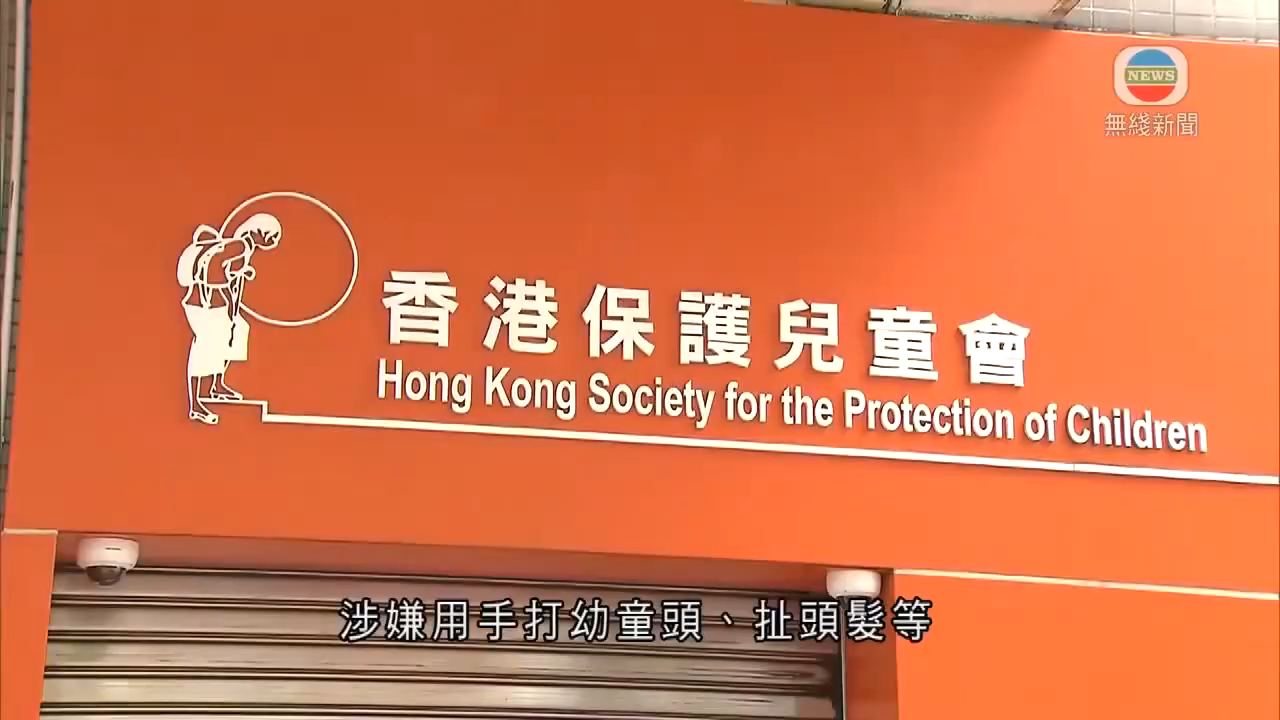 NEWS
無綫新聞
香港保護兒童會
Hong Kong Society for the Protection of Children
涉嫌用手打幼童頭、扯頭髮等